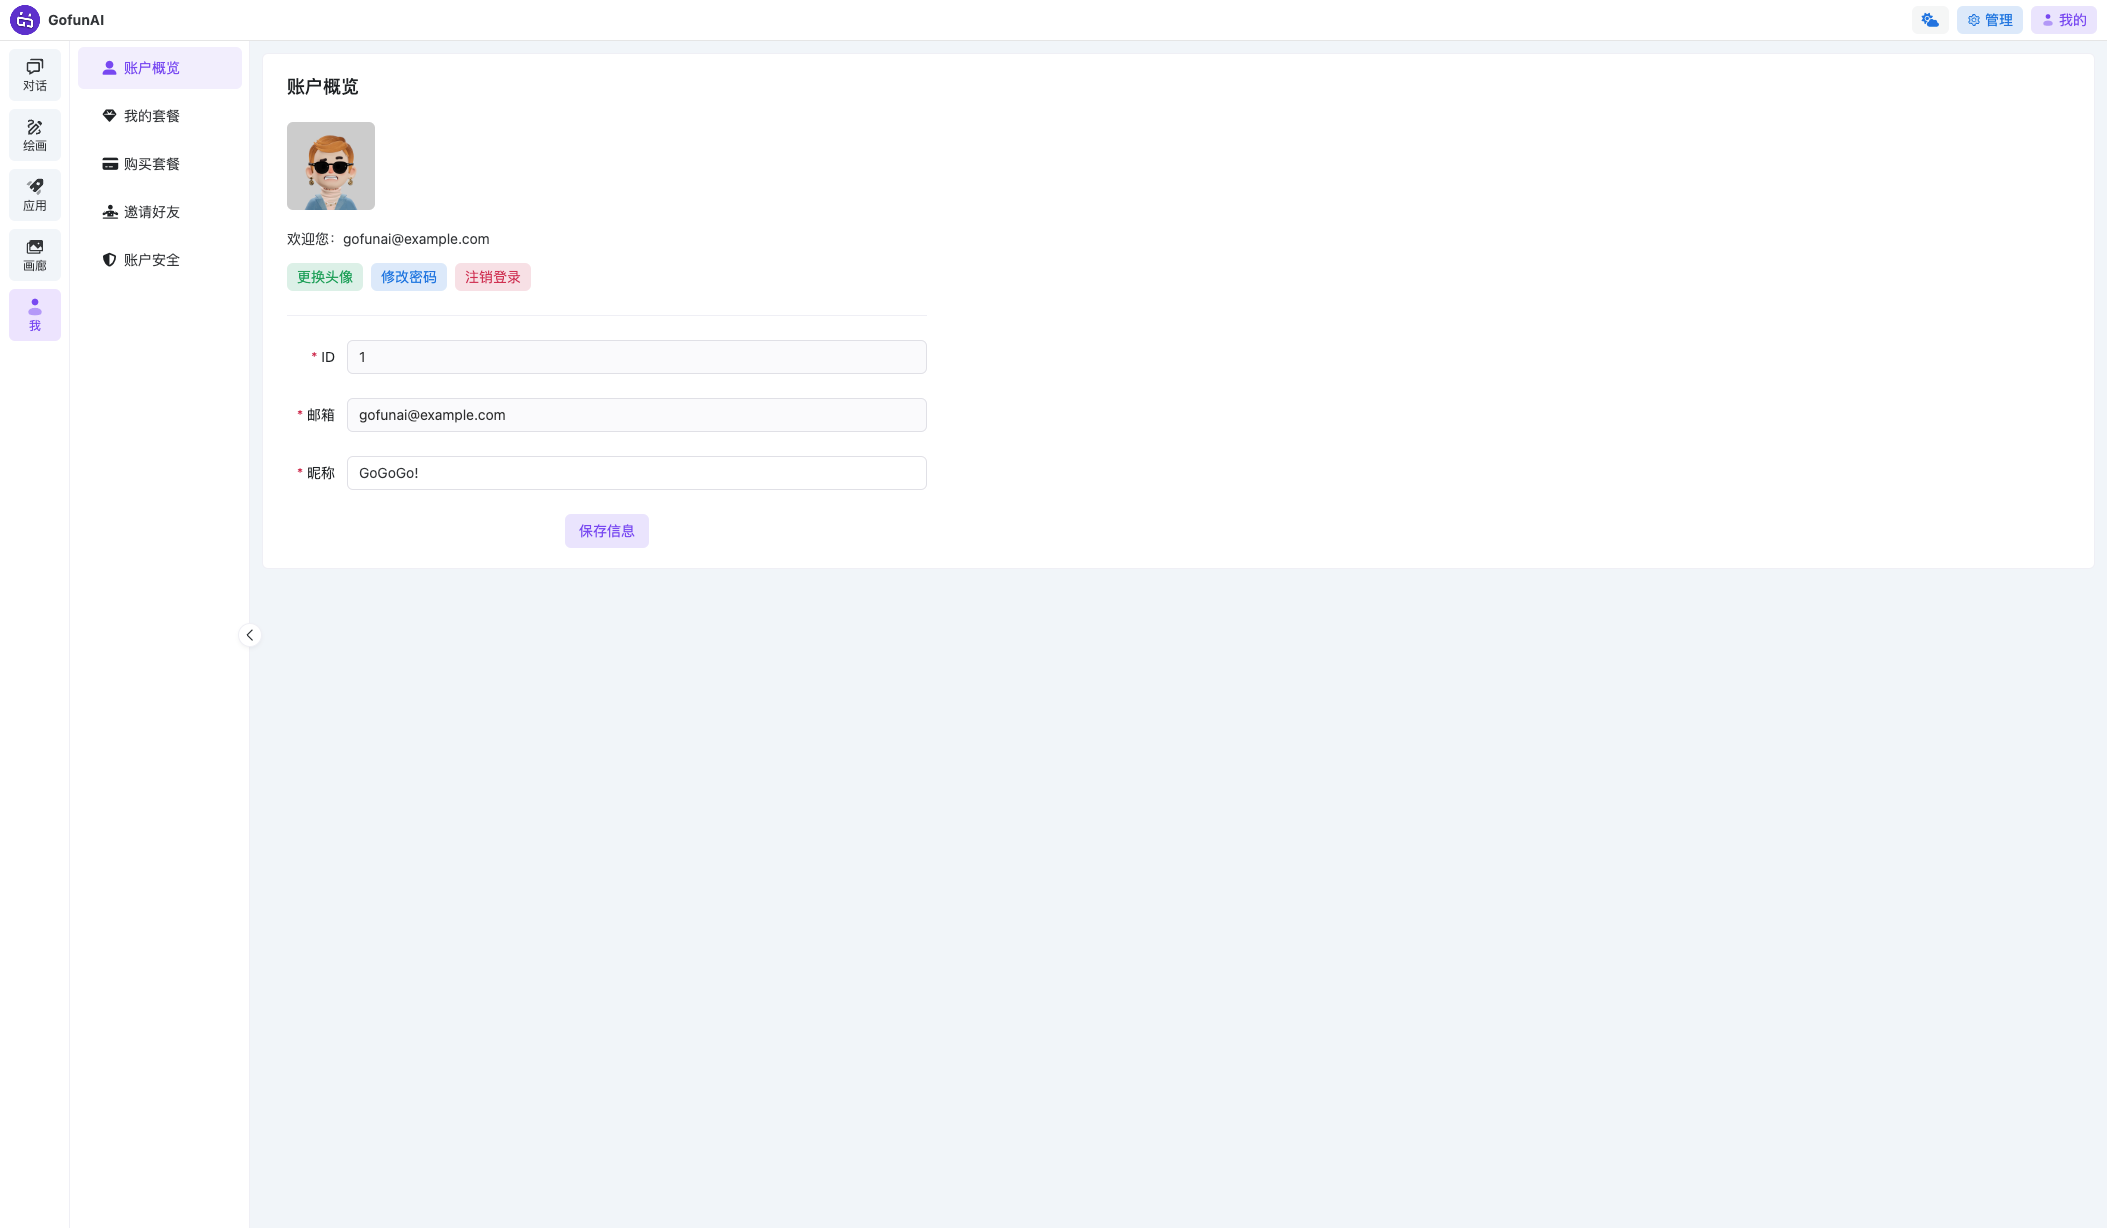 GofunAI
管理
我的
对话
绘画
应用
画廊
我
账户概览
我的套餐
购买套餐
邀请好友
账户安全
账户概览
欢迎您：gofunai@example.com
更换头像 修改密码 注销登录
* ID 1
* 邮箱 gofunai@example.com
* 昵称 GoGoGo!
保存信息